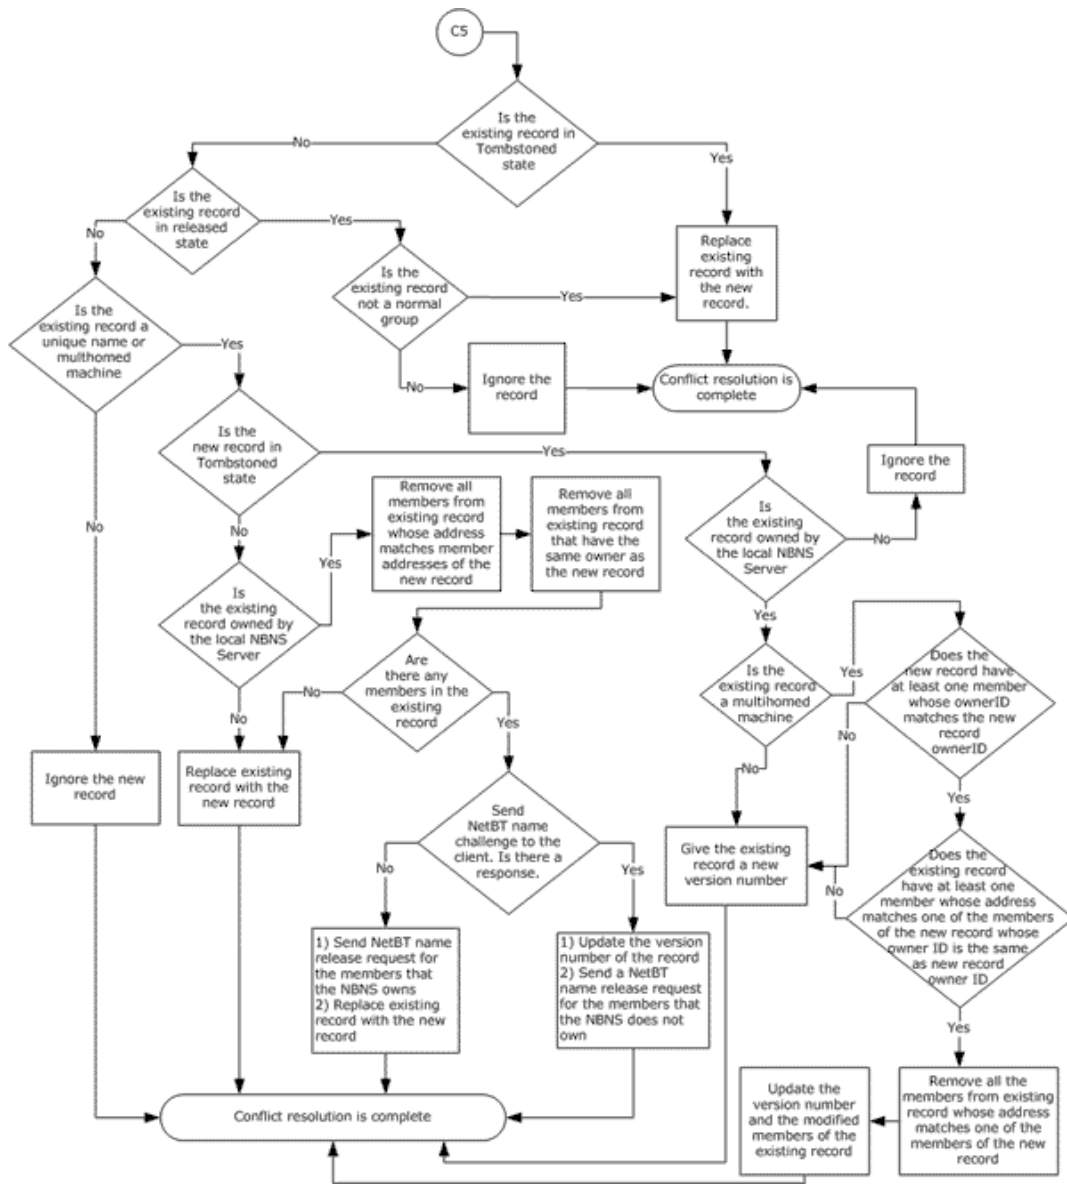 C5
Is the
existing record in
Tombstoned
state
No
Yes
Is the
existing record
in released
state
No
Yes
Replace
existing
record with
the new
record.
Is the
existing record
not a normal
group
Yes
No
Is the
existing record a
unique name or
multhomed
machine
Yes
No
Ignore the
record
Conflict resolution is
complete
Is the
new record in
Tombstoned
state
Yes
No
Ignore the
record
Remove all
members from
existing record
whose address
matches member
addresses of the
new record
Remove all
members from
existing record
that have the
same owner as
the new record
Is
the existing
record owned by
the local NBNS
Server
No
Yes
Is
the existing
record owned by
the local NBNS
Server
Yes
No
Are
there any
members in the
existing
record
No
Yes
Is the
existing record
a multihomed
machine
Yes
No
Does the
new record have
at least one member
whose ownerID
matches the new
record
ownerID
No
Yes
Ignore the new
record
Replace existing
record with the
new record
Send
NetBT name
challenge to the
client. Is there a
response.
No
Yes
Give the existing
record a new
version number
Does the
existing record
have at least one
member whose address
matches one of the members
of the new record whose
owner ID is the same
as new record
owner ID
No
Yes
1) Send NetBT name
release request for
the members that
the NBNS owns
2) Replace existing
record with the new
record
1) Update the version
number of the record
2) Send a NetBT
name release request
for the members that
the NBNS does not
own
Update the
version number
and the modified
members of the
existing record
Remove all the
members from existing
record whose address
matches one of the
members of the new
record
Conflict resolution is complete